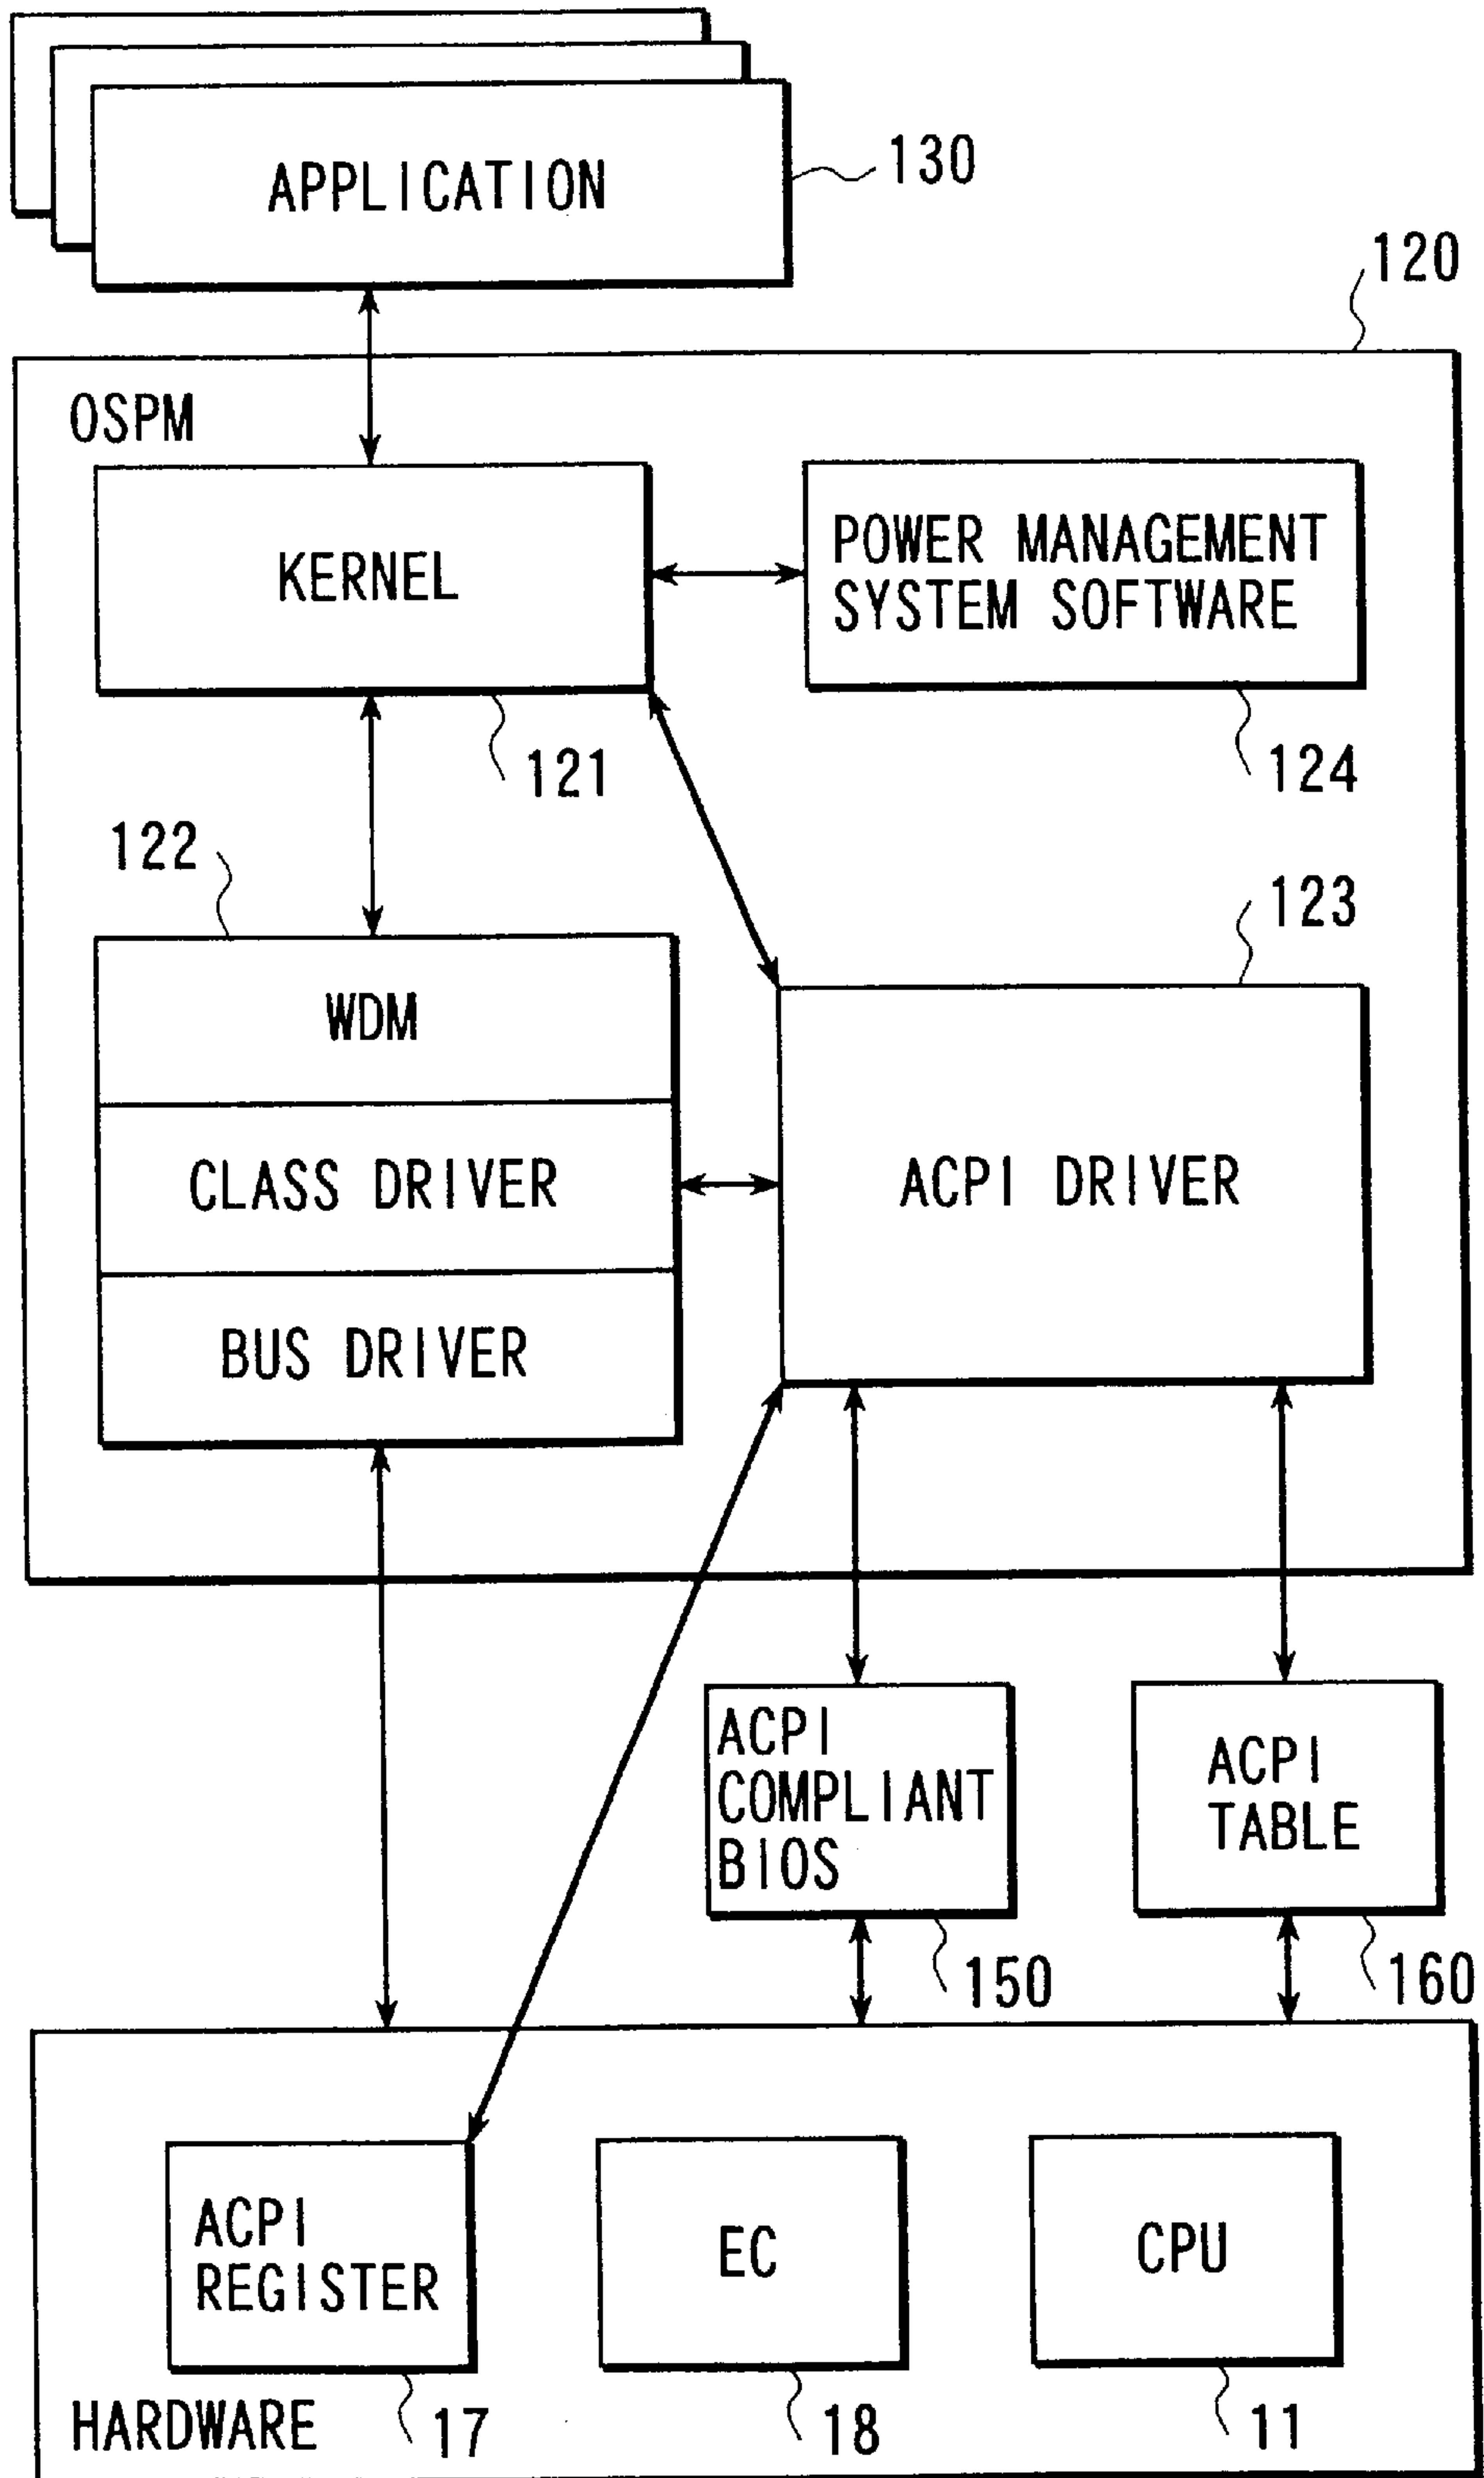 APPLICATION
130
120
OSPM
KERNEL
POWER MANAGEMENT
SYSTEM SOFTWARE
121
124
122
123
WDM
CLASS DRIVER
ACPI DRIVER
BUS DRIVER
ACPI
COMPLIANT
BIOS
ACPI
TABLE
150
160
ACPI
REGISTER
EC
CPU
HARDWARE
17
18
11